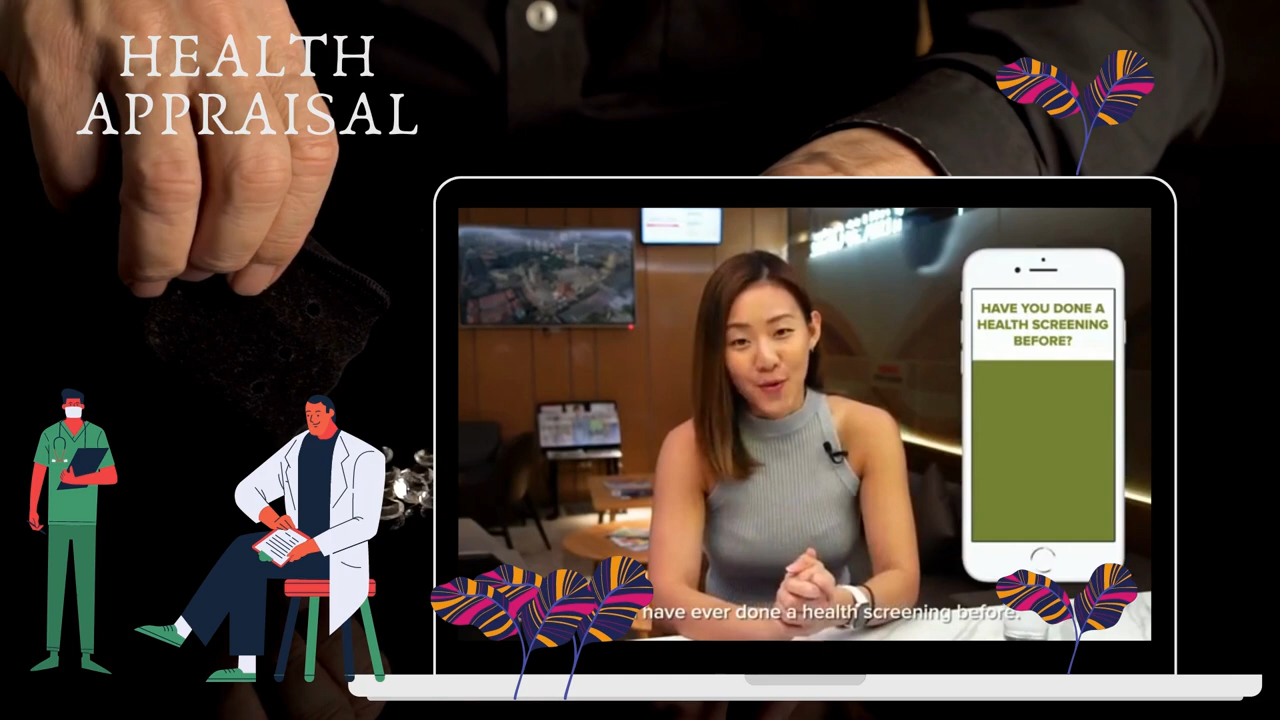 HEALTH
APPRAISAL
HAVE YOU DONE A
HEALTH SCREENING
BEFORE?
have ever done a health screening before.